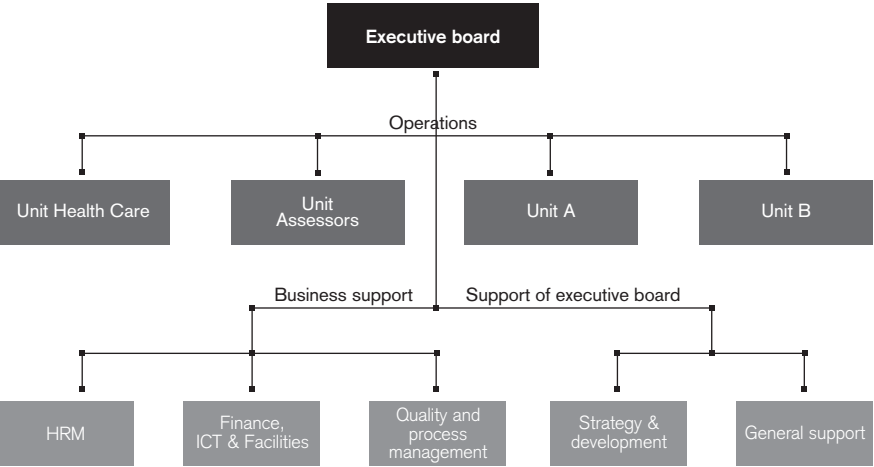 Executive board
Operations
Unit Health Care
Unit
Assessors
Unit A
Unit B
Business support
Support of executive board
HRM
Finance,
ICT & Facilities
Quality and
process
management
Strategy &
development
General support